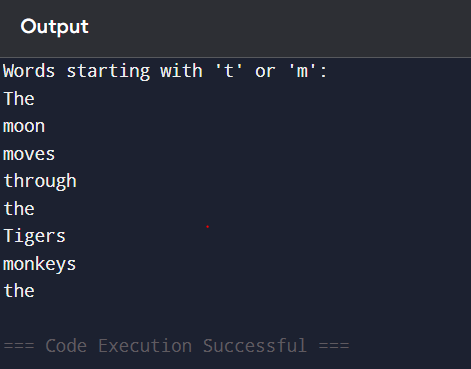 Output
Words starting with 't' or 'm':
The
moon
moves
through
the
Tigers
monkeys
the
=== Code Execution Successful ===